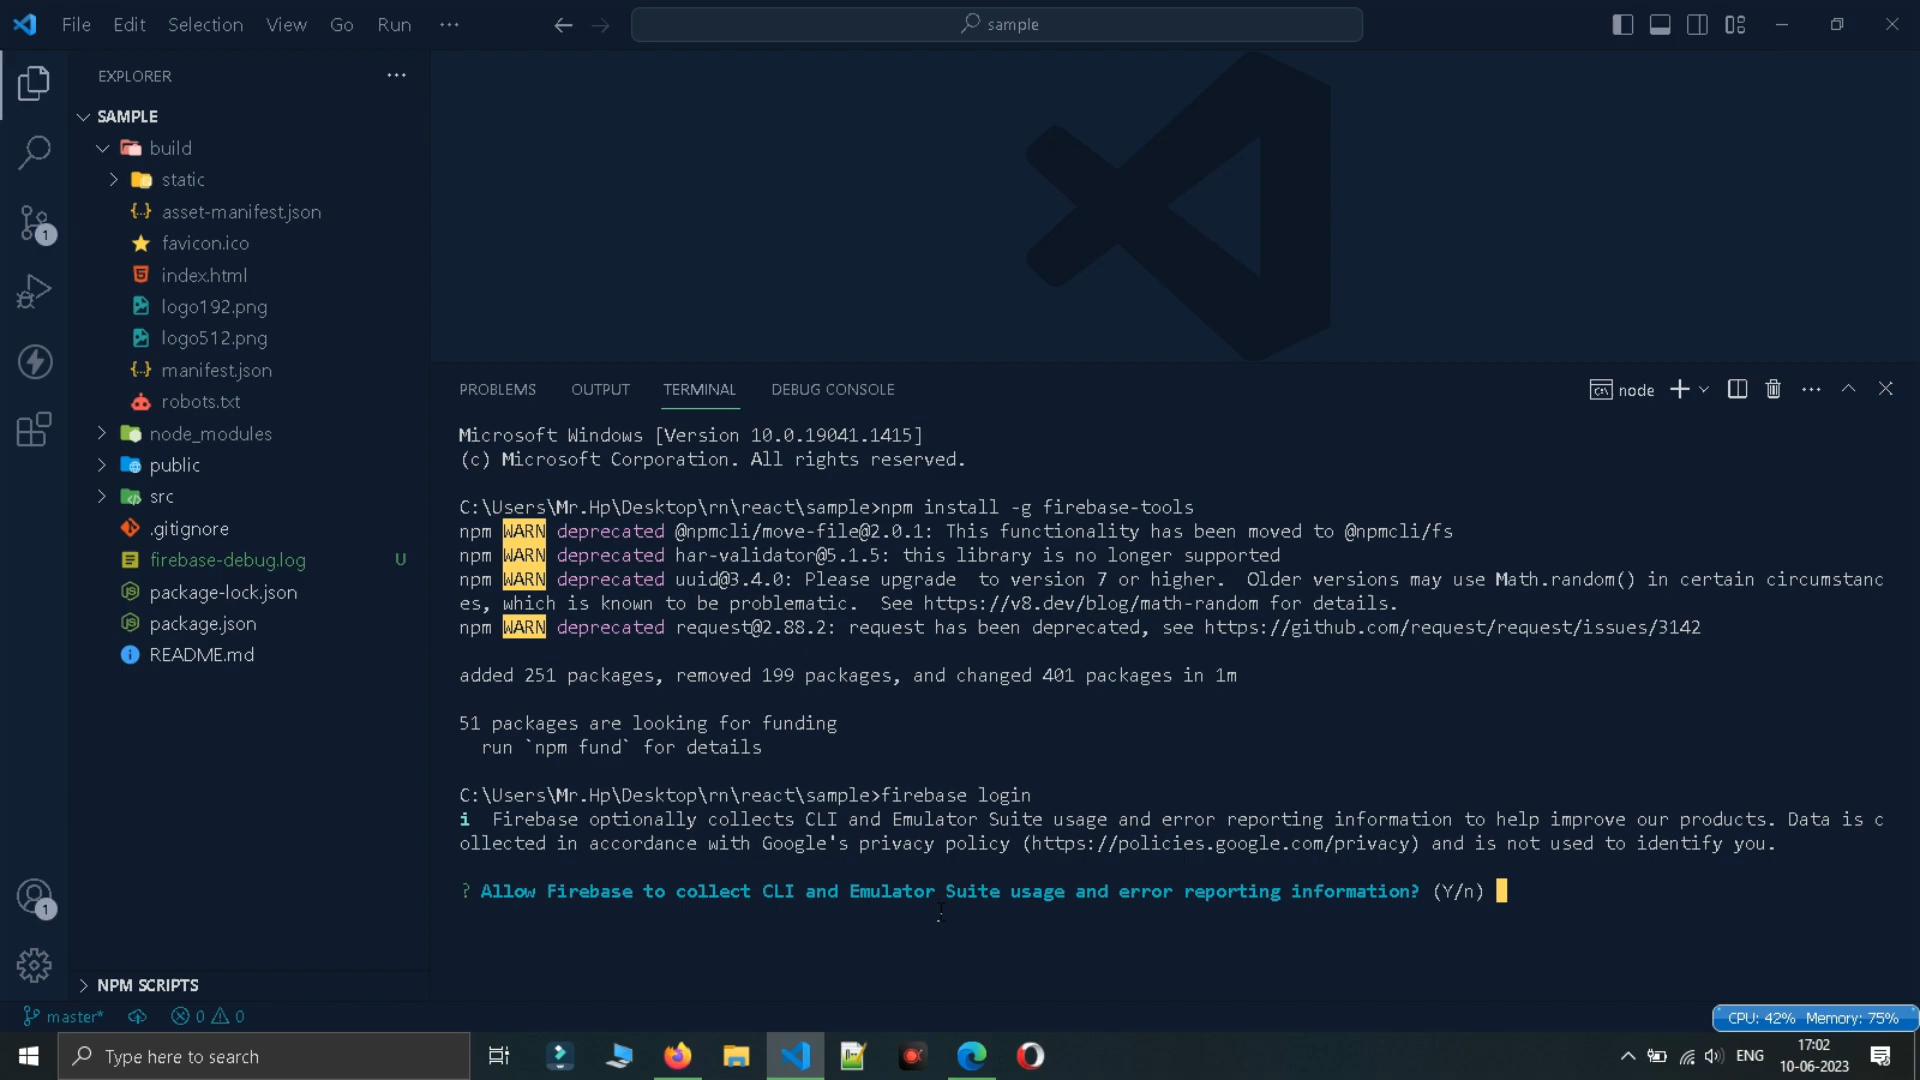 File Edit Selection View Go Run ···
sample
EXPLORER ···
SAMPLE
build
static
asset-manifest.json
favicon.ico
index.html
logo192.png
logo512.png
manifest.json
robots.txt
node_modules
public
src
.gitignore
firebase-debug.log U
package-lock.json
package.json
README.md
NPM SCRIPTS
1
1
PROBLEMS OUTPUT TERMINAL DEBUG CONSOLE
node
Microsoft Windows [Version 10.0.19041.1415]
(c) Microsoft Corporation. All rights reserved.
C:\Users\Mr.Hp\Desktop\rn\react\sample>npm install -g firebase-tools
npm WARN deprecated @npmcli/move-file@2.0.1: This functionality has been moved to @npmcli/fs
npm WARN deprecated har-validator@5.1.5: this library is no longer supported
npm WARN deprecated uuid@3.4.0: Please upgrade  to version 7 or higher.  Older versions may use Math.random() in certain circumstanc
es, which is known to be problematic.  See https://v8.dev/blog/math-random for details.
npm WARN deprecated request@2.88.2: request has been deprecated, see https://github.com/request/request/issues/3142
added 251 packages, removed 199 packages, and changed 401 packages in 1m
51 packages are looking for funding
run `npm fund` for details
C:\Users\Mr.Hp\Desktop\rn\react\sample>firebase login
i  Firebase optionally collects CLI and Emulator Suite usage and error reporting information to help improve our products. Data is c
ollected in accordance with Google's privacy policy (https://policies.google.com/privacy) and is not used to identify you.
? Allow Firebase to collect CLI and Emulator Suite usage and error reporting information? (Y/n)
master* 0 0
CPU: 42% Memory: 75%
Type here to search
ENG
17:02
10-06-2023